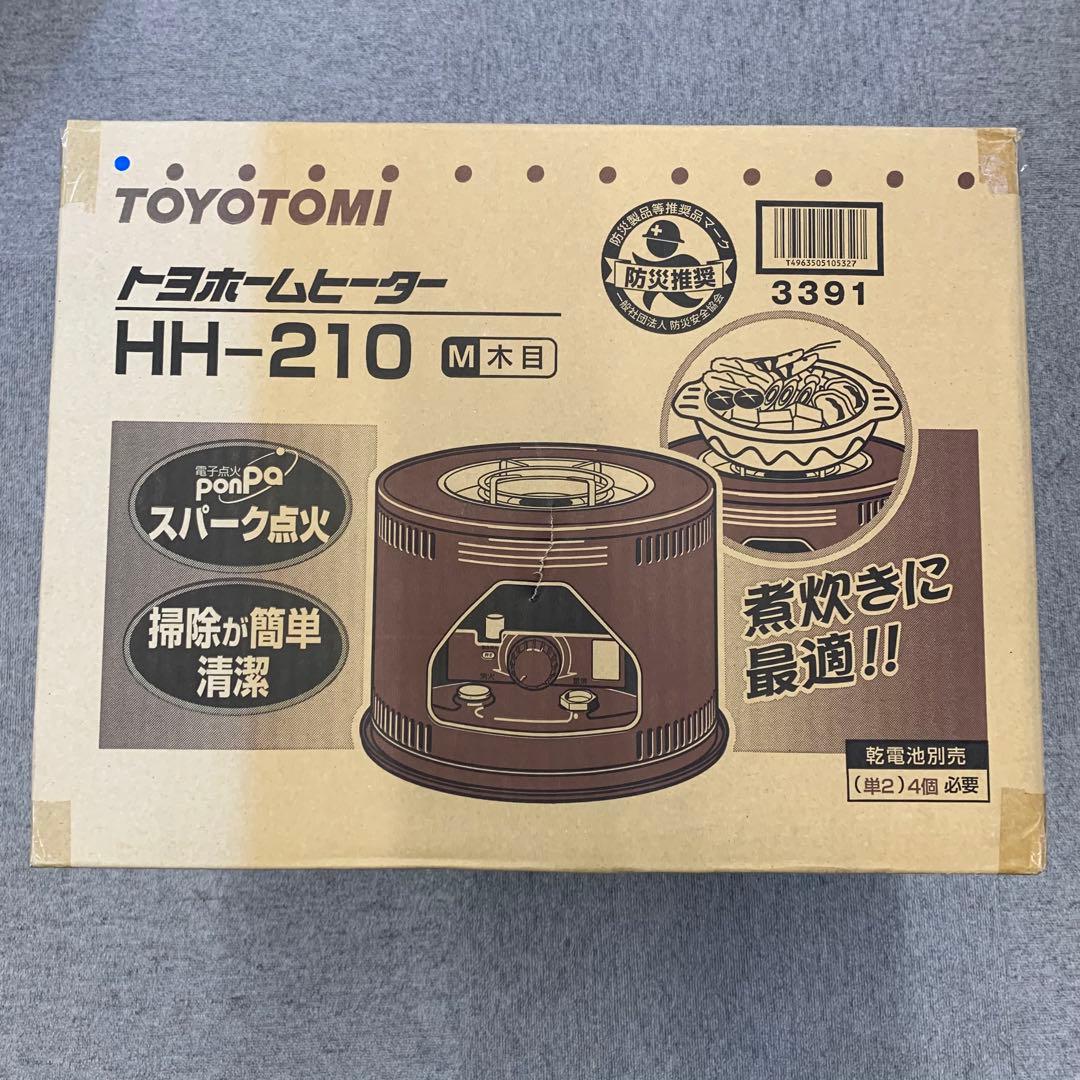 TOYOTOMI
トヨホームヒーター
HH-210 M 木目
防災製品等推奨品マーク
防災推奨
一般社団法人 防災安全協会
T4963505105327
3391
電子点火
ponpa
スパーク点火
掃除が簡単
清潔
消火
煮炊きに
最適!!
乾電池別売
(単2)4個 必要